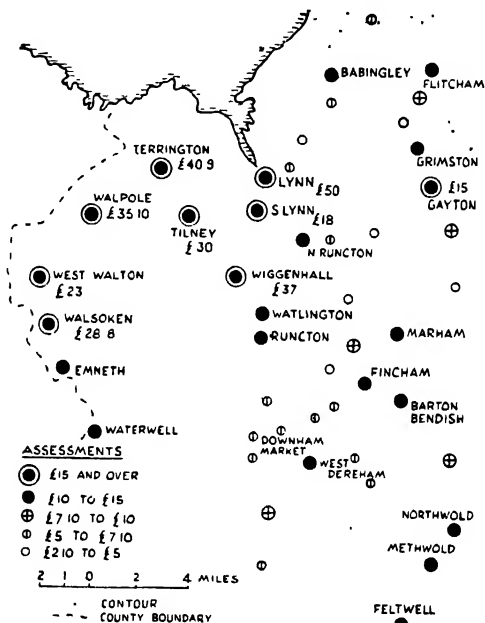 BABINGLEY
FLITCHAM
TERRINGTON
£40 9
GRIMSTON
LYNN
£50
£15
GAYTON
WALPOLE
£35 10
TILNEY
£30
S LYNN
£18
N RUNCTON
WEST WALTON
£23
WIGGENHALL
£37
WALSOKEN
£28 8
WATLINGTON
RUNCTON
MARHAM
EMNETH
FINCHAM
BARTON
BENDISH
WATERWELL
DOWNHAM
MARKET
WEST
DEREHAM
ASSESSMENTS
£15 AND OVER
£10 TO £15
£7 10 TO £10
£5 TO £7 10
£2 10 TO £5
2 1 0 2 4 MILES
CONTOUR
COUNTY BOUNDARY
NORTHWOLD
METHWOLD
FELTWELL